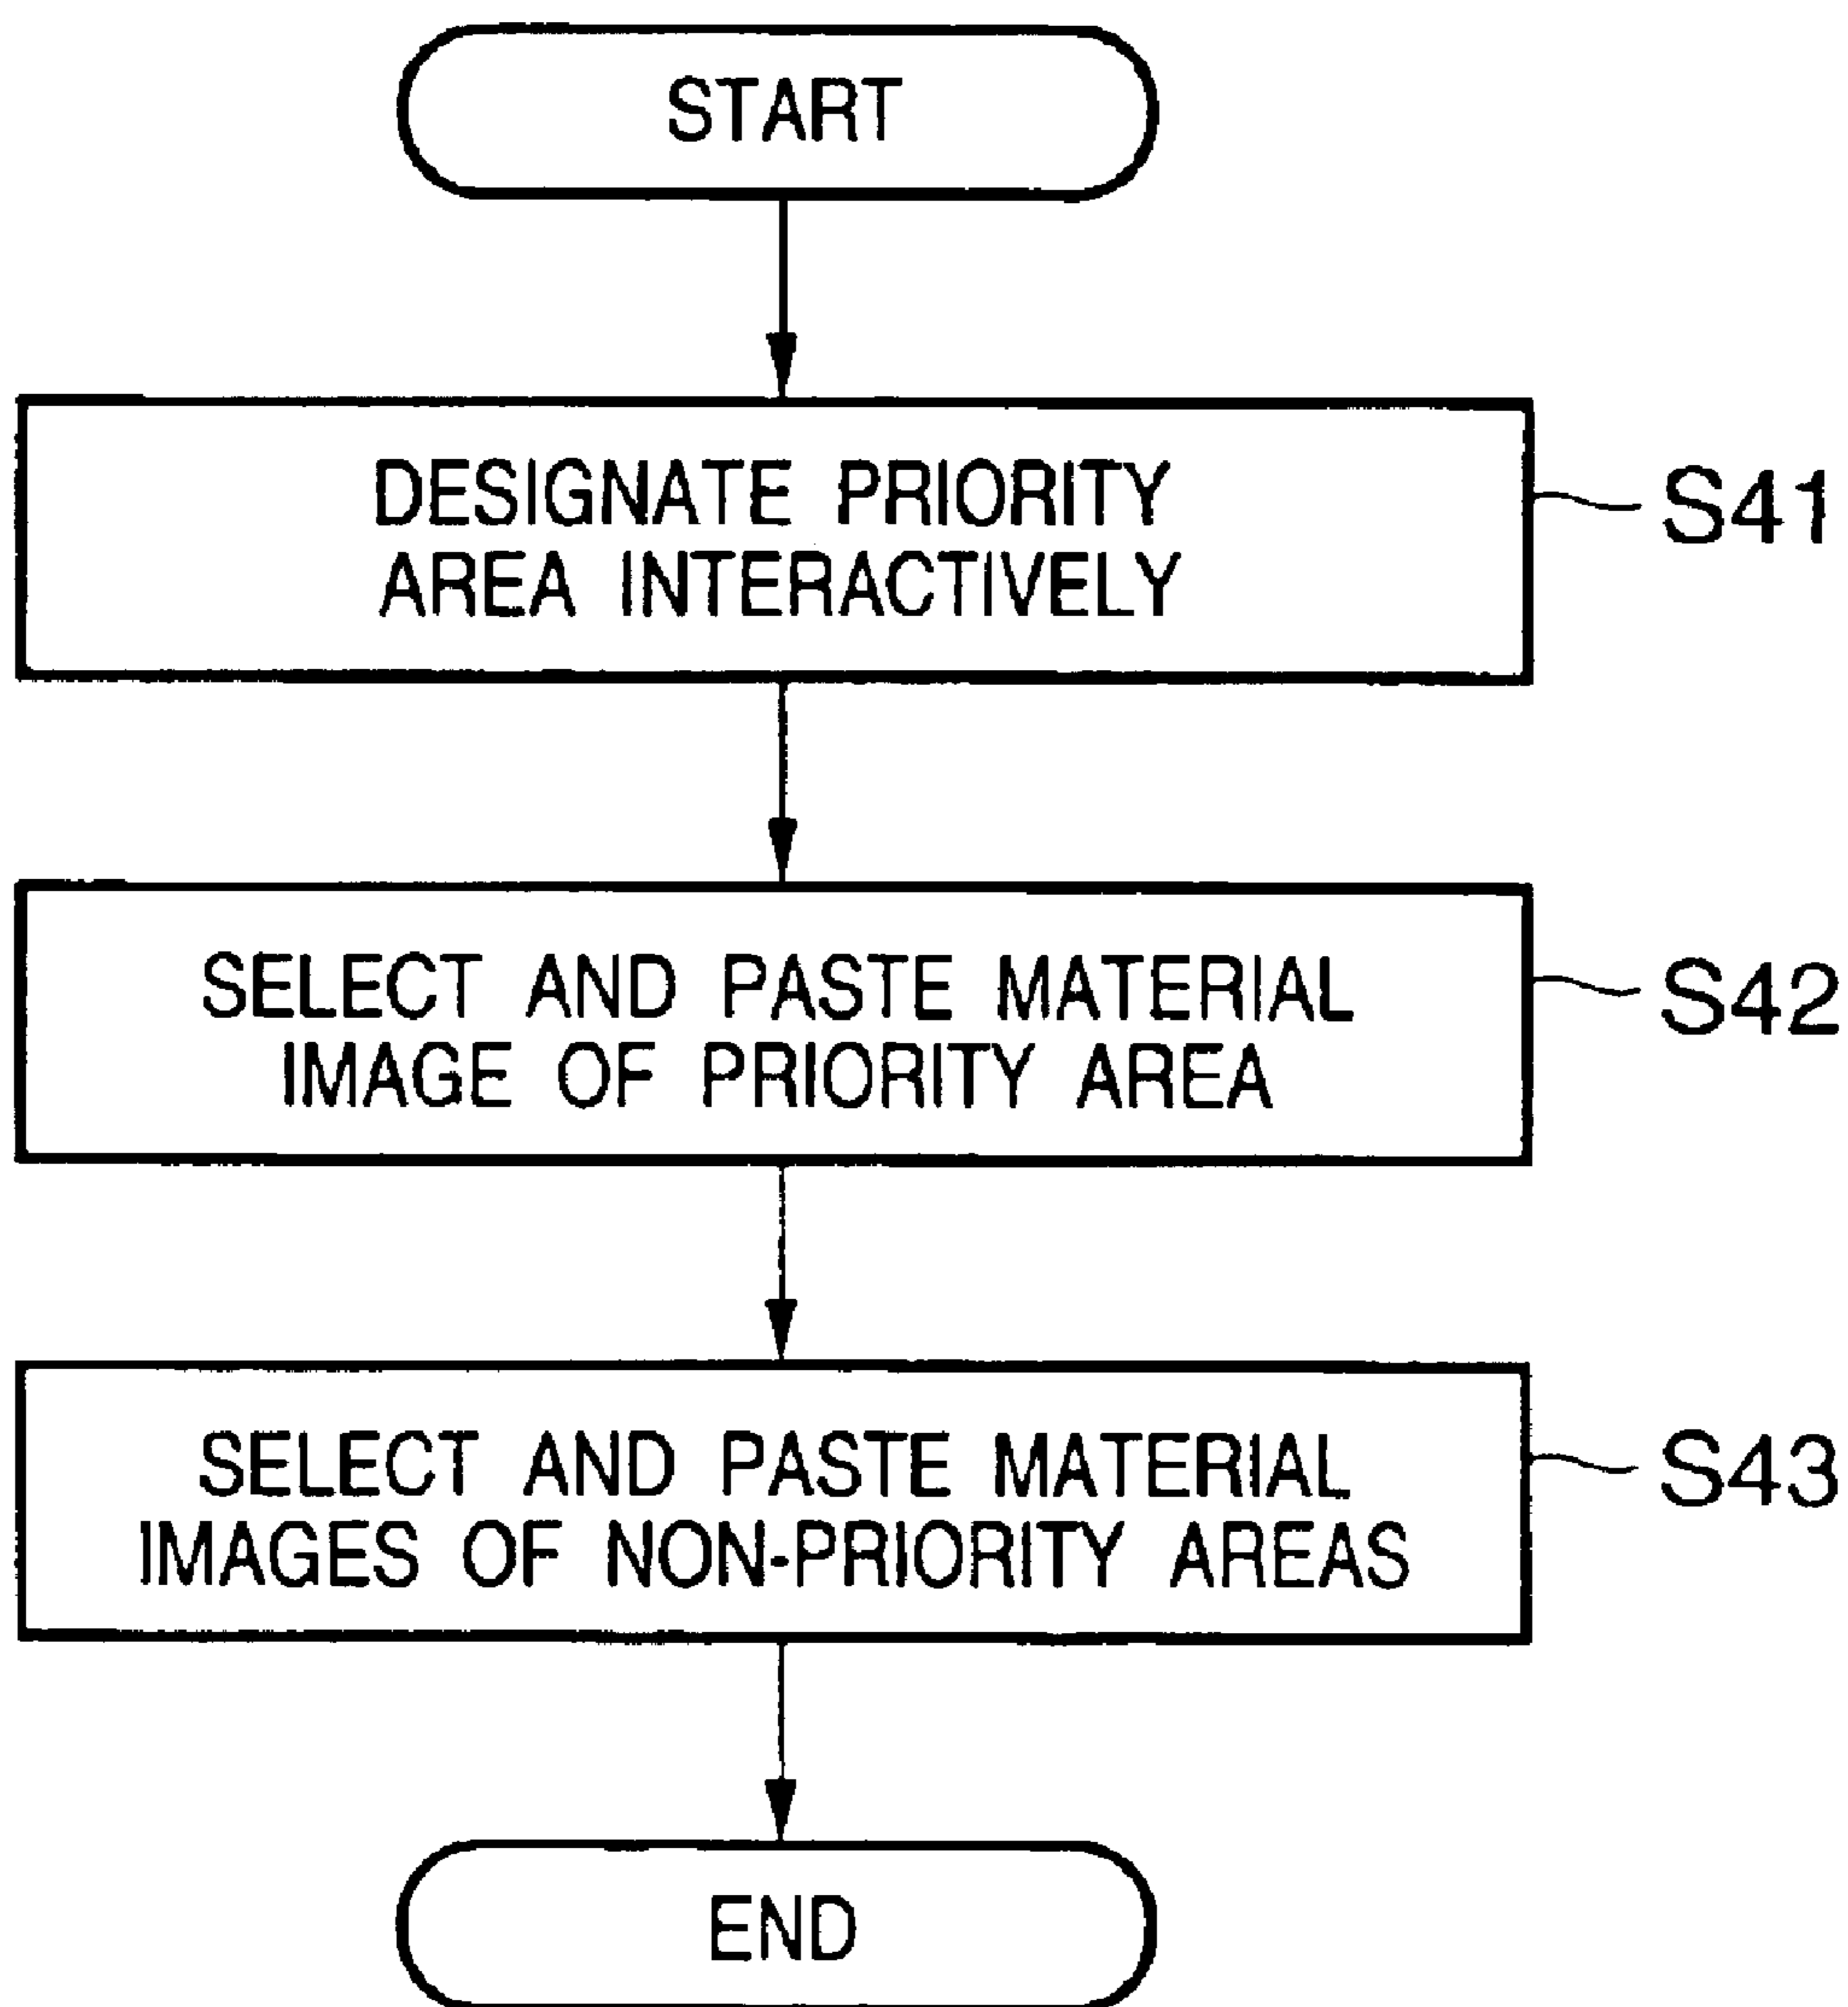 START
DESIGNATE PRIORITY
AREA INTERACTIVELY
S41
SELECT AND PASTE MATERIAL
IMAGE OF PRIORITY AREA
S42
SELECT AND PASTE MATERIAL
IMAGES OF NON-PRIORITY AREAS
S43
END